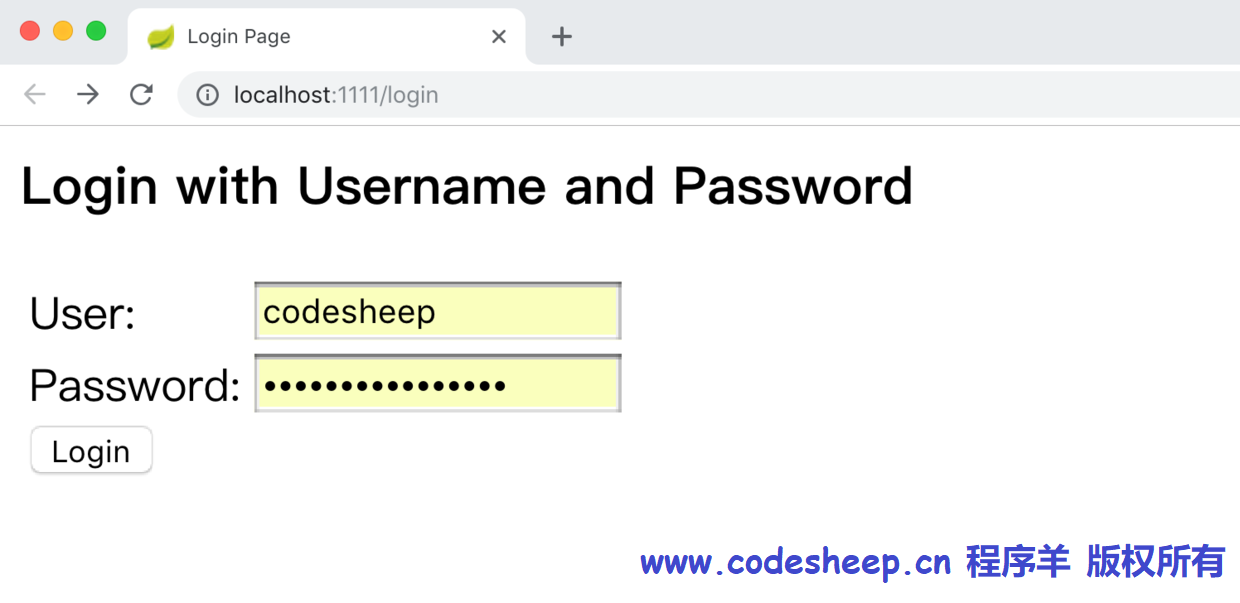 Login Page
localhost:1111/login
Login with Username and Password
User: codesheep
Password: ••••••••••••••••
Login
www.codesheep.cn 程序羊 版权所有